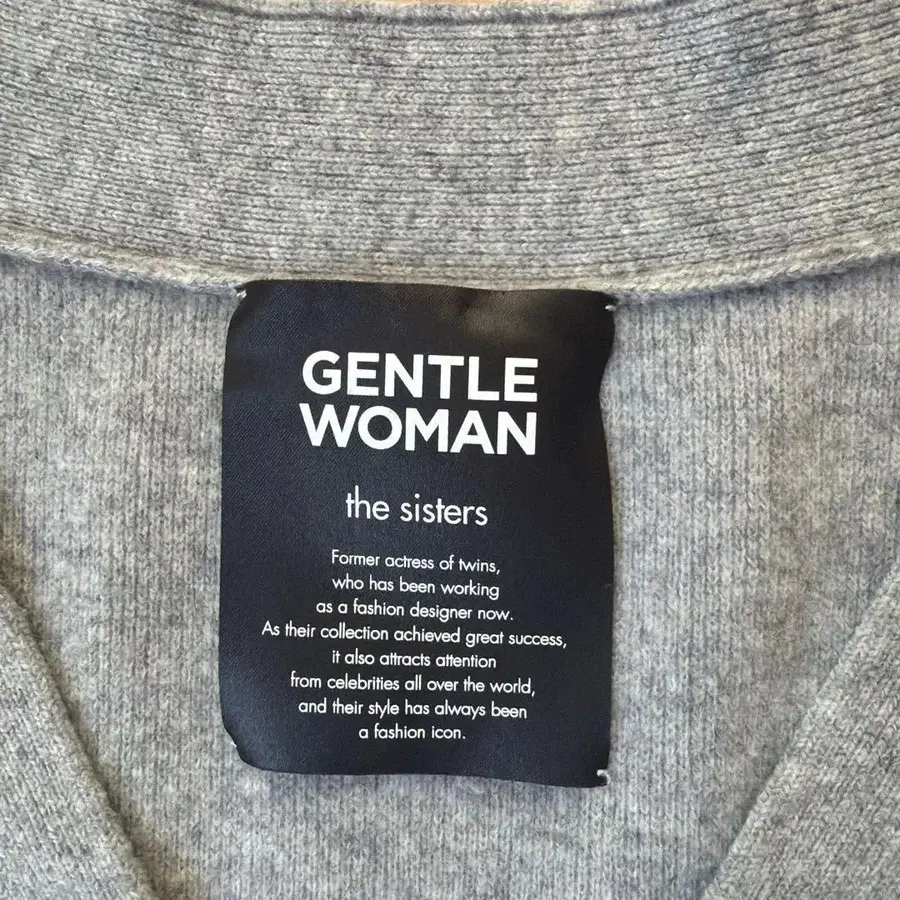 GENTLE
WOMAN
the sisters
Former actress of twins,
who has been working
as a fashion designer now.
As their collection achieved great success,
it also attracts attention
from celebrities all over the world,
and their style has always been
a fashion icon.